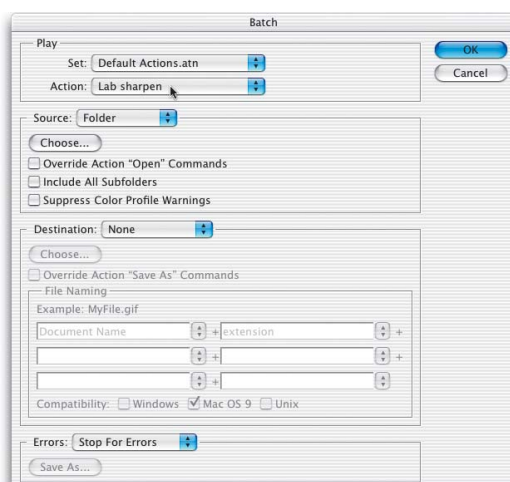 Batch
Play
Set: Default Actions.atn
Action: Lab sharpen
OK
Cancel
Source: Folder
Choose...
Override Action “Open” Commands
Include All Subfolders
Suppress Color Profile Warnings
Destination: None
Choose...
Override Action “Save As” Commands
File Naming
Example: MyFile.gif
Document Name + extension +
+ +
+
Compatibility: Windows Mac OS 9 Unix
Errors: Stop For Errors
Save As...